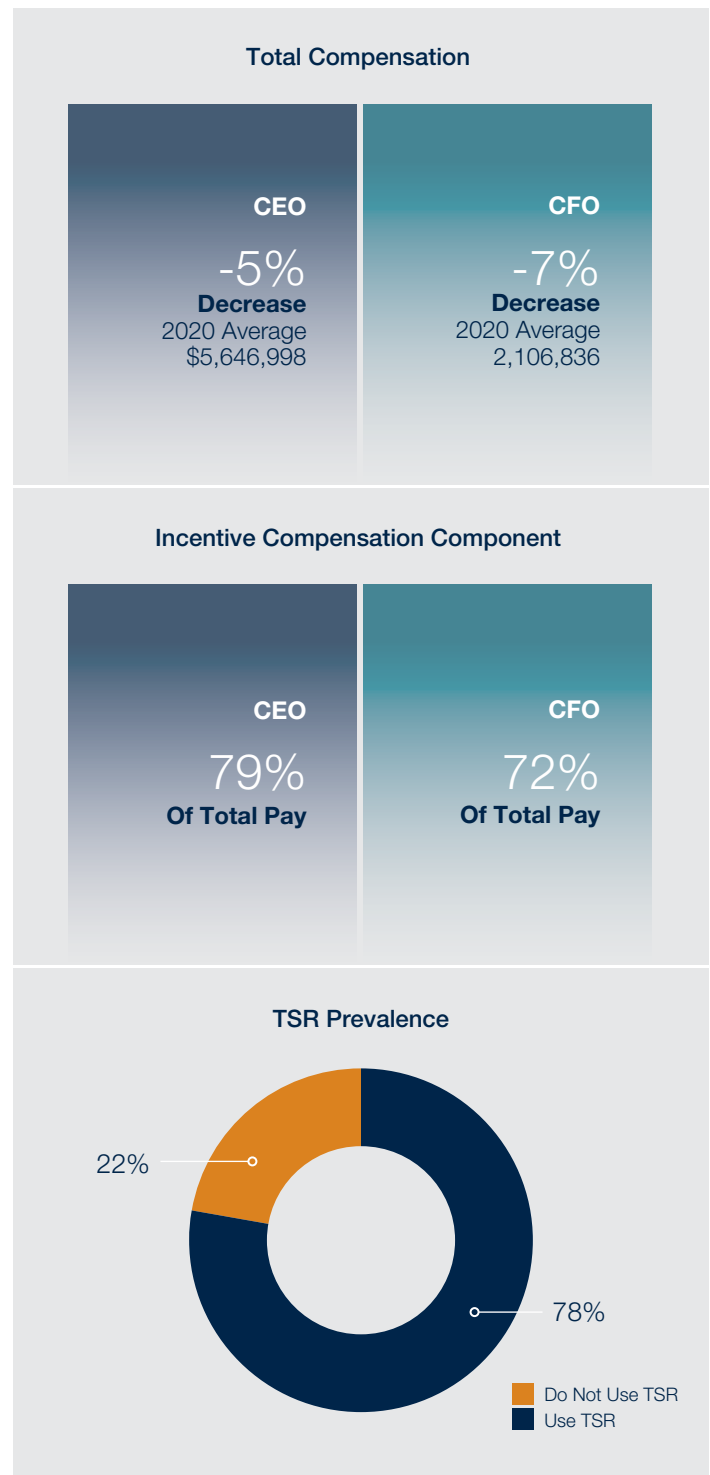 Total Compensation
CEO
-5%
Decrease
2020 Average
$5,646,998
CFO
-7%
Decrease
2020 Average
2,106,836
Incentive Compensation Component
CEO
79%
Of Total Pay
CFO
72%
Of Total Pay
TSR Prevalence
22%
78%
Do Not Use TSR
Use TSR